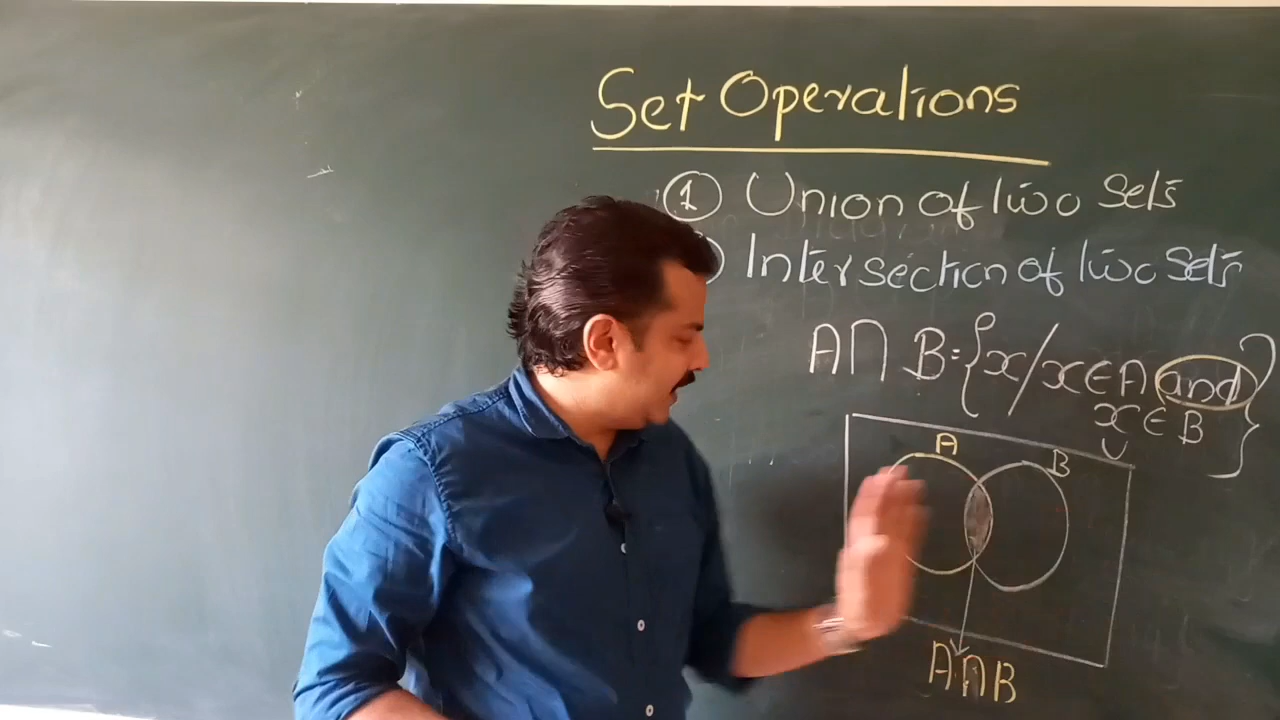 Set Operations
① Union of two Sets
Intersection of two Sets
A∩B={x/x∈A and
x∈B}
U
A
B
A∩B